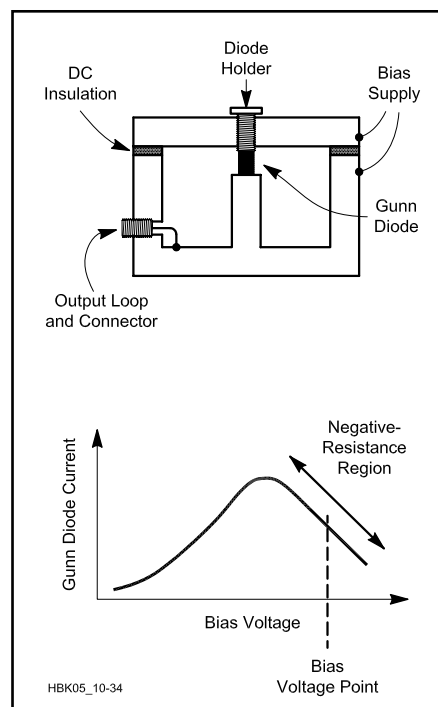 Diode
Holder
DC
Insulation
Bias
Supply
Gunn
Diode
Output Loop
and Connector
Negative-
Resistance
Region
Gunn Diode Current
Bias Voltage
Bias
Voltage Point
HBK05_10-34